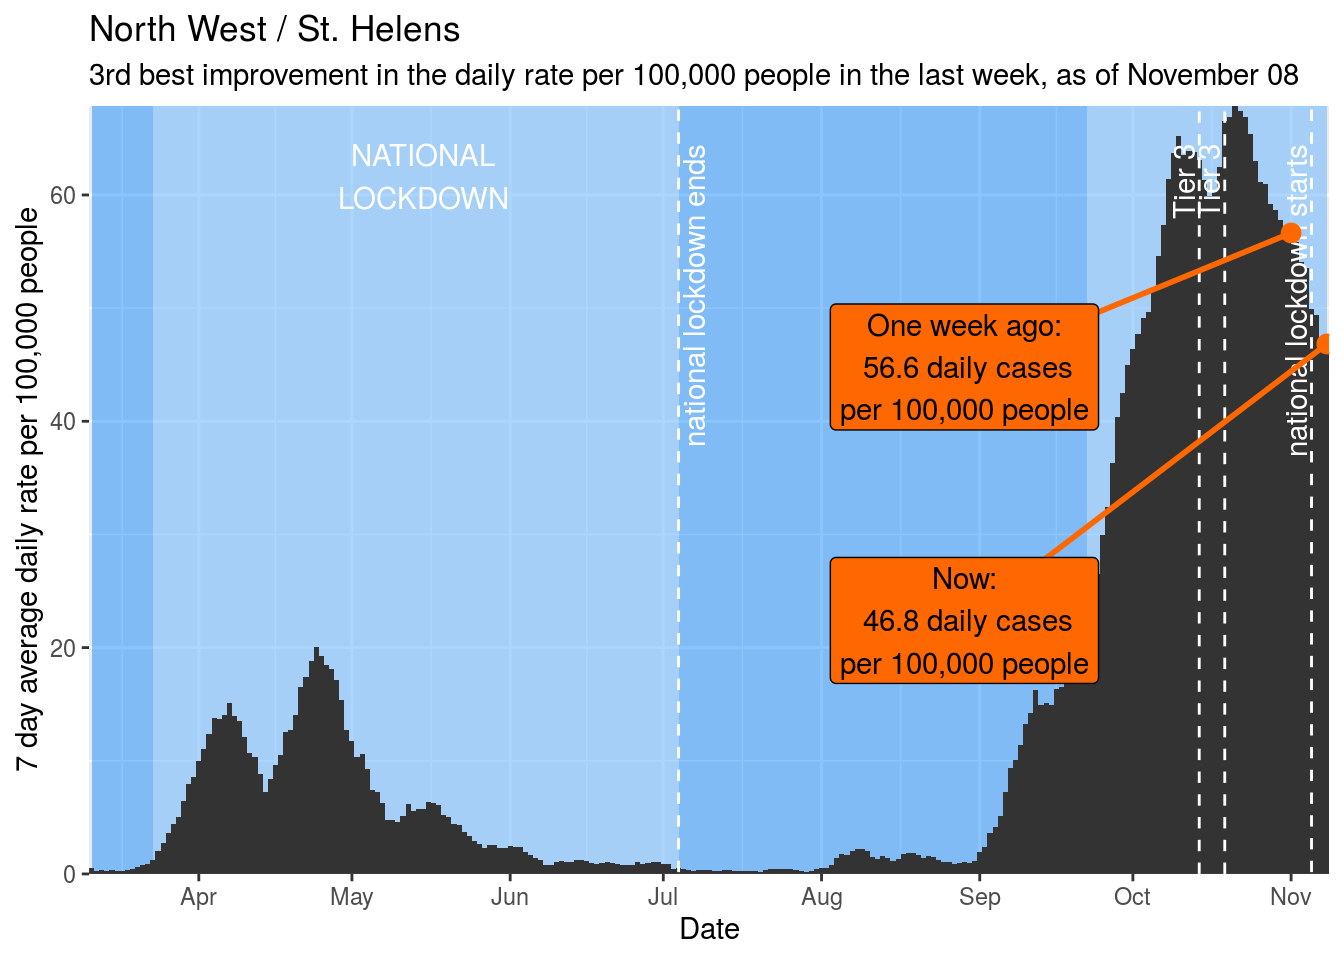 North West / St. Helens
3rd best improvement in the daily rate per 100,000 people in the last week, as of November 08
7 day average daily rate per 100,000 people
60
40
20
0
NATIONAL
LOCKDOWN
national lockdown ends
Tier 3
Tier 3
national lockdown starts
One week ago:
56.6 daily cases
per 100,000 people
Now:
46.8 daily cases
per 100,000 people
Apr
May
Jun
Jul
Aug
Sep
Oct
Nov
Date